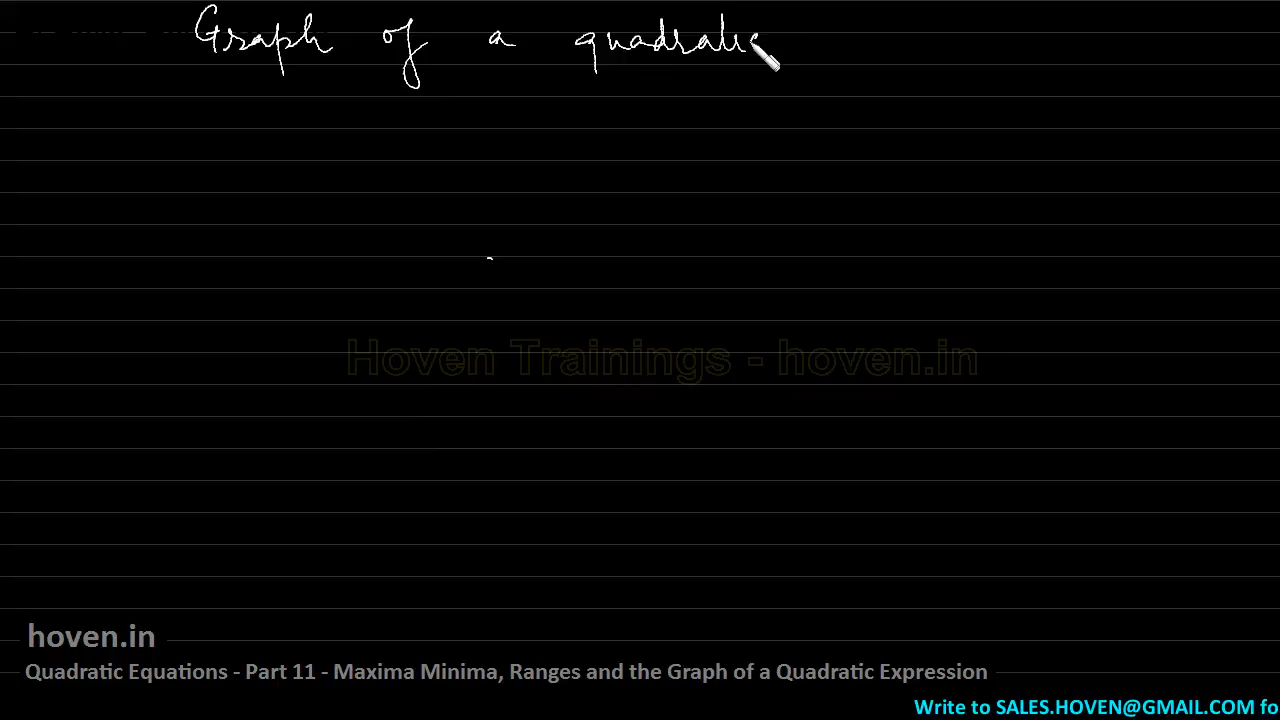 Graph of a quadratic
Hoven Trainings - hoven.in
hoven.in
Quadratic Equations - Part 11 - Maxima Minima, Ranges and the Graph of a Quadratic Expression
Write to SALES.HOVEN@GMAIL.COM fo